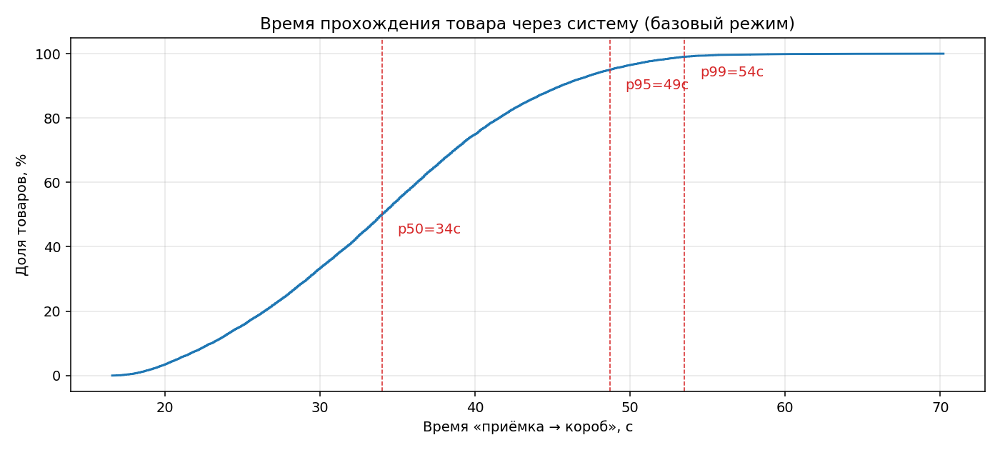 Время прохождения товара через систему (базовый режим)
Доля товаров, %
100
80
60
40
20
0
p50=34с
p95=49с
p99=54с
20 30 40 50 60 70
Время «приёмка → короб», с